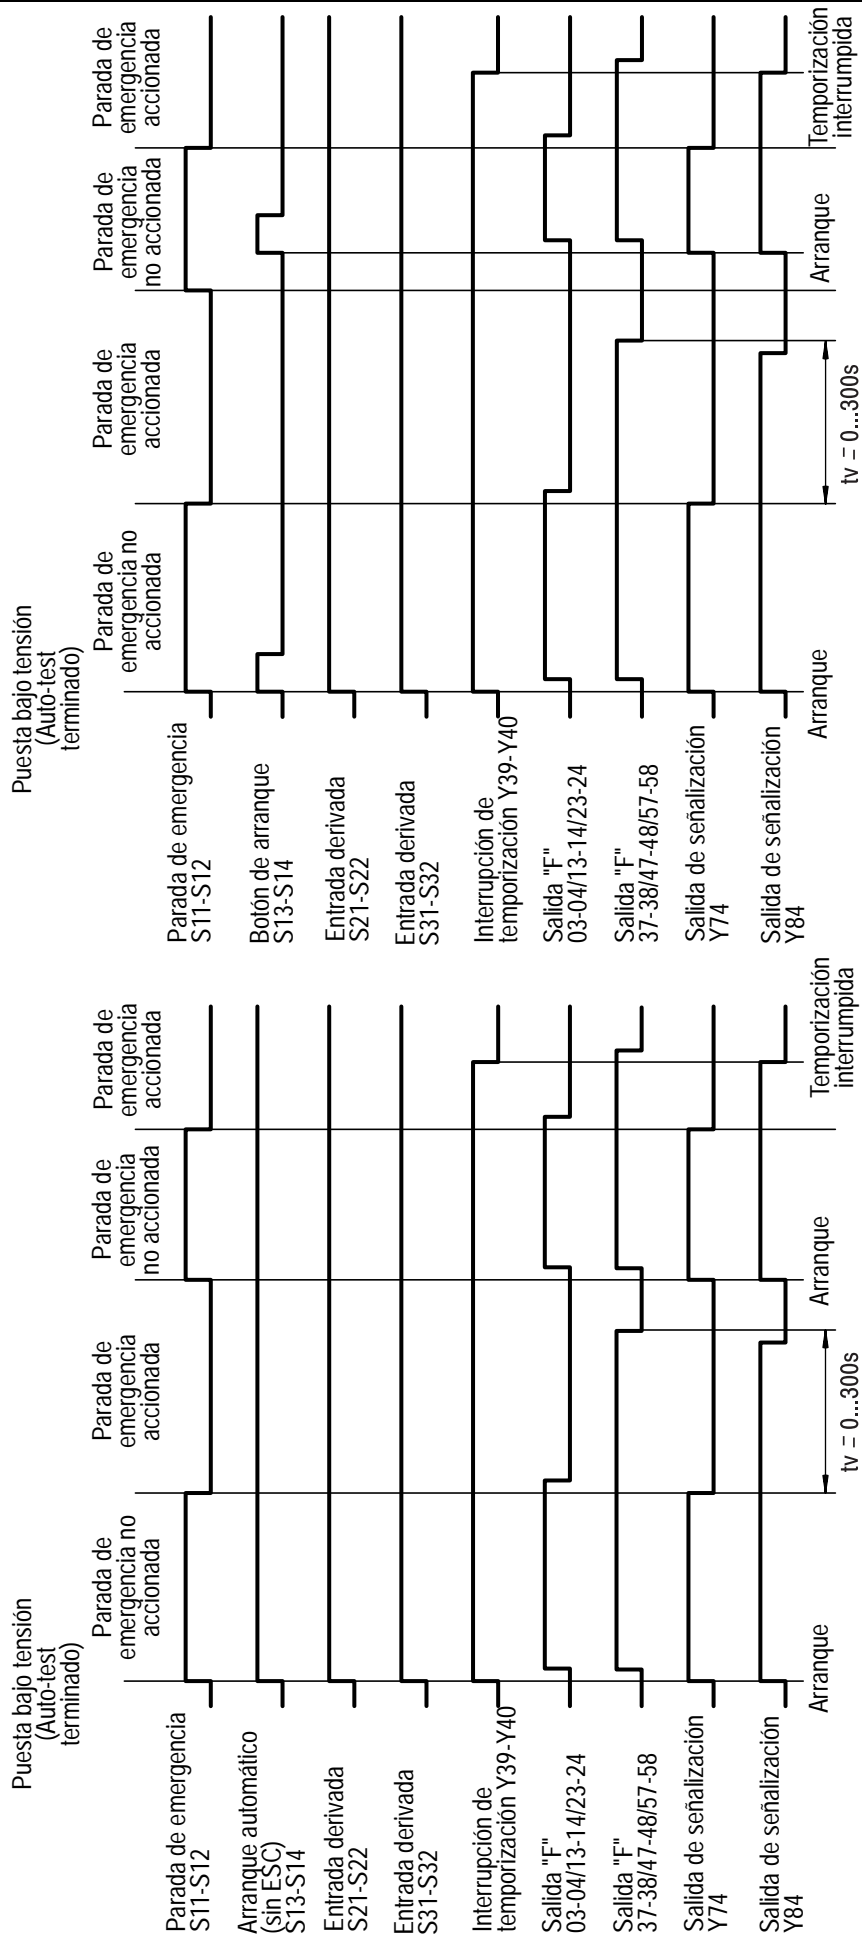 Puesta bajo tensión
(Auto-test
terminado)
Parada de
emergencia no
accionada
Parada de
emergencia
accionada
Parada de
emergencia
no accionada
Parada de
emergencia
accionada
Parada de emergencia
S11-S12
Arranque automático
(sin ESC)
S13-S14
Entrada derivada
S21-S22
Entrada derivada
S31-S32
Interrupción de
temporización Y39-Y40
Salida "F"
03-04/13-14/23-24
Salida "F"
37-38/47-48/57-58
Salida de señalización
Y74
Salida de señalización
Y84
Arranque
Arranque
Temporización
interrumpida
tv = 0...300s
Puesta bajo tensión
(Auto-test
terminado)
Parada de
emergencia no
accionada
Parada de
emergencia
accionada
Parada de
emergencia
no accionada
Parada de
emergencia
accionada
Parada de emergencia
S11-S12
Botón de arranque
S13-S14
Entrada derivada
S21-S22
Entrada derivada
S31-S32
Interrupción de
temporización Y39-Y40
Salida "F"
03-04/13-14/23-24
Salida "F"
37-38/47-48/57-58
Salida de señalización
Y74
Salida de señalización
Y84
Arranque
Arranque
Temporización
interrumpida
tv = 0...300s